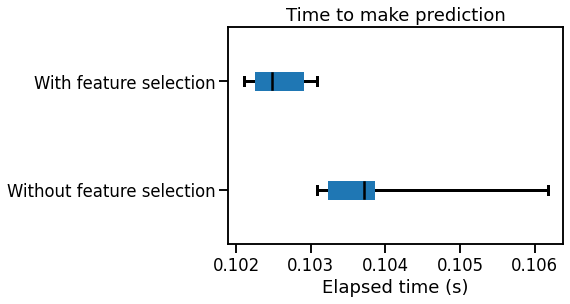 Time to make prediction
With feature selection
Without feature selection
0.102 0.103 0.104 0.105 0.106
Elapsed time (s)